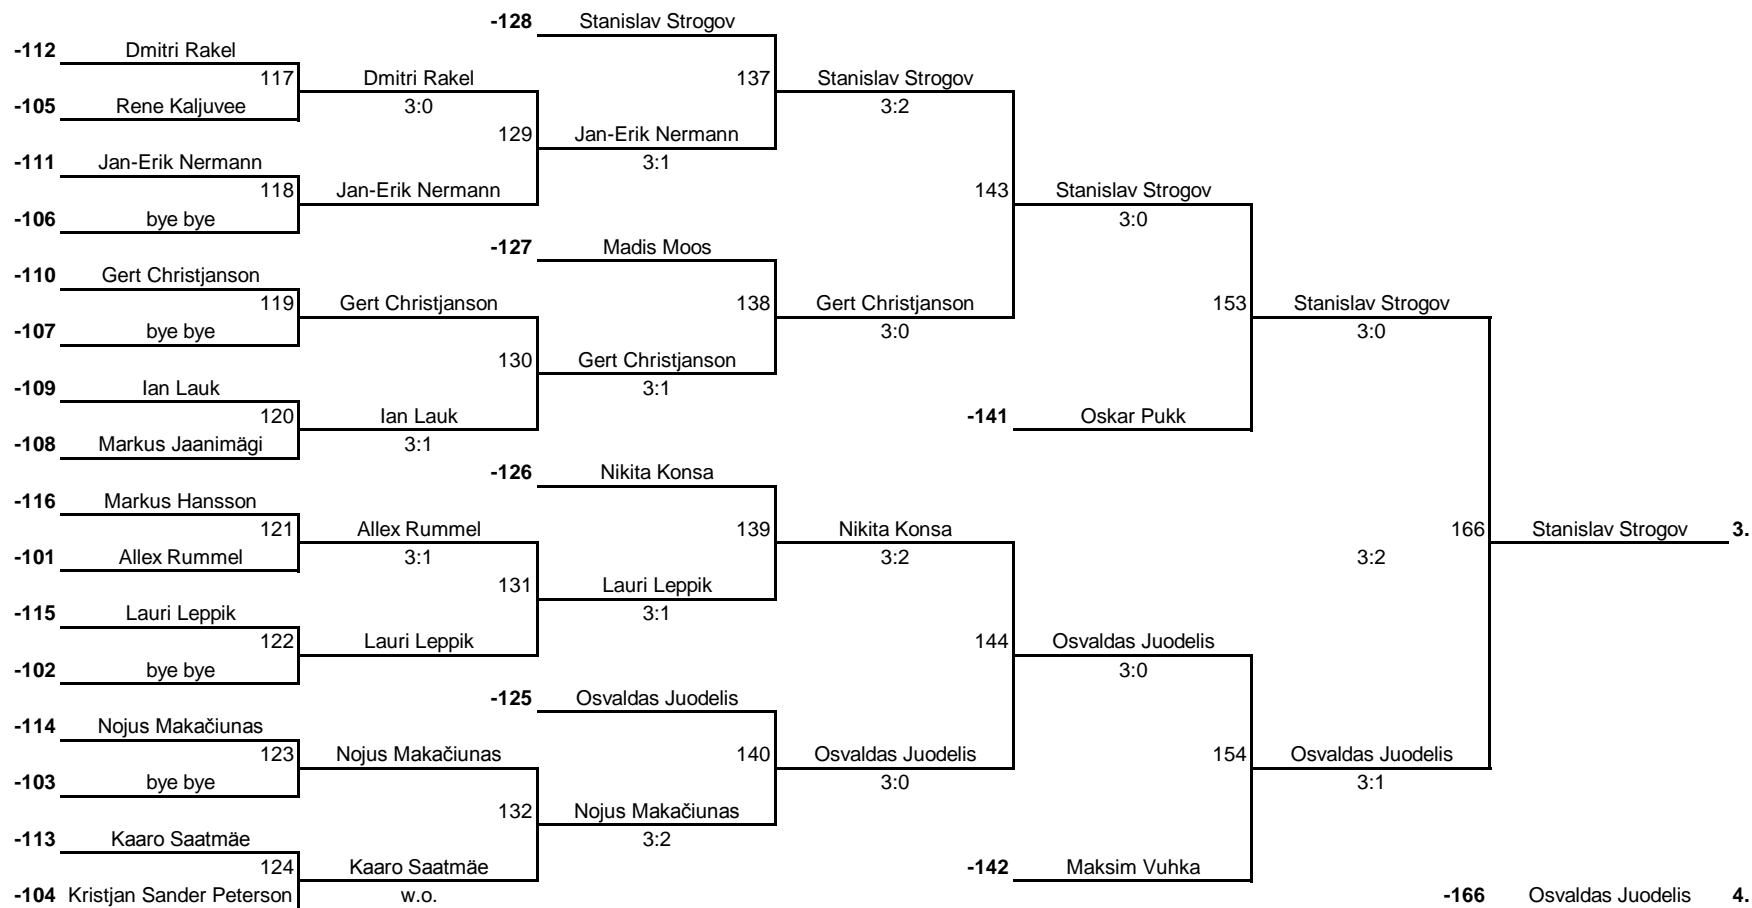 -128 Stanislav Strogov
-112 Dmitri Rakel
117 Dmitri Rakel 137 Stanislav Strogov
-105 Rene Kaljuvee 3:0 3:2
129 Jan-Erik Nermann
-111 Jan-Erik Nermann 3:1
118 Jan-Erik Nermann 143 Stanislav Strogov
-106 bye bye 3:0
-127 Madis Moos
-110 Gert Christjanson
119 Gert Christjanson 138 Gert Christjanson 153 Stanislav Strogov
-107 bye bye 3:0 3:0
130 Gert Christjanson
-109 Ian Lauk 3:1
120 Ian Lauk -141 Oskar Pukk
-108 Markus Jaanimägi 3:1
-126 Nikita Konsa
-116 Markus Hansson
121 Allex Rummel 139 Nikita Konsa 166 Stanislav Strogov 3.
-101 Allex Rummel 3:1 3:2 3:2
131 Lauri Leppik
-115 Lauri Leppik 3:1
122 Lauri Leppik 144 Osvaldas Juodelis
-102 bye bye 3:0
-125 Osvaldas Juodelis
-114 Nojus Makačiunas
123 Nojus Makačiunas 140 Osvaldas Juodelis 154 Osvaldas Juodelis
-103 bye bye 3:0 3:1
132 Nojus Makačiunas
-113 Kaaro Saatmäe 3:2
124 Kaaro Saatmäe -142 Maksim Vuhka
-104 Kristjan Sander Peterson w.o. -166 Osvaldas Juodelis 4.